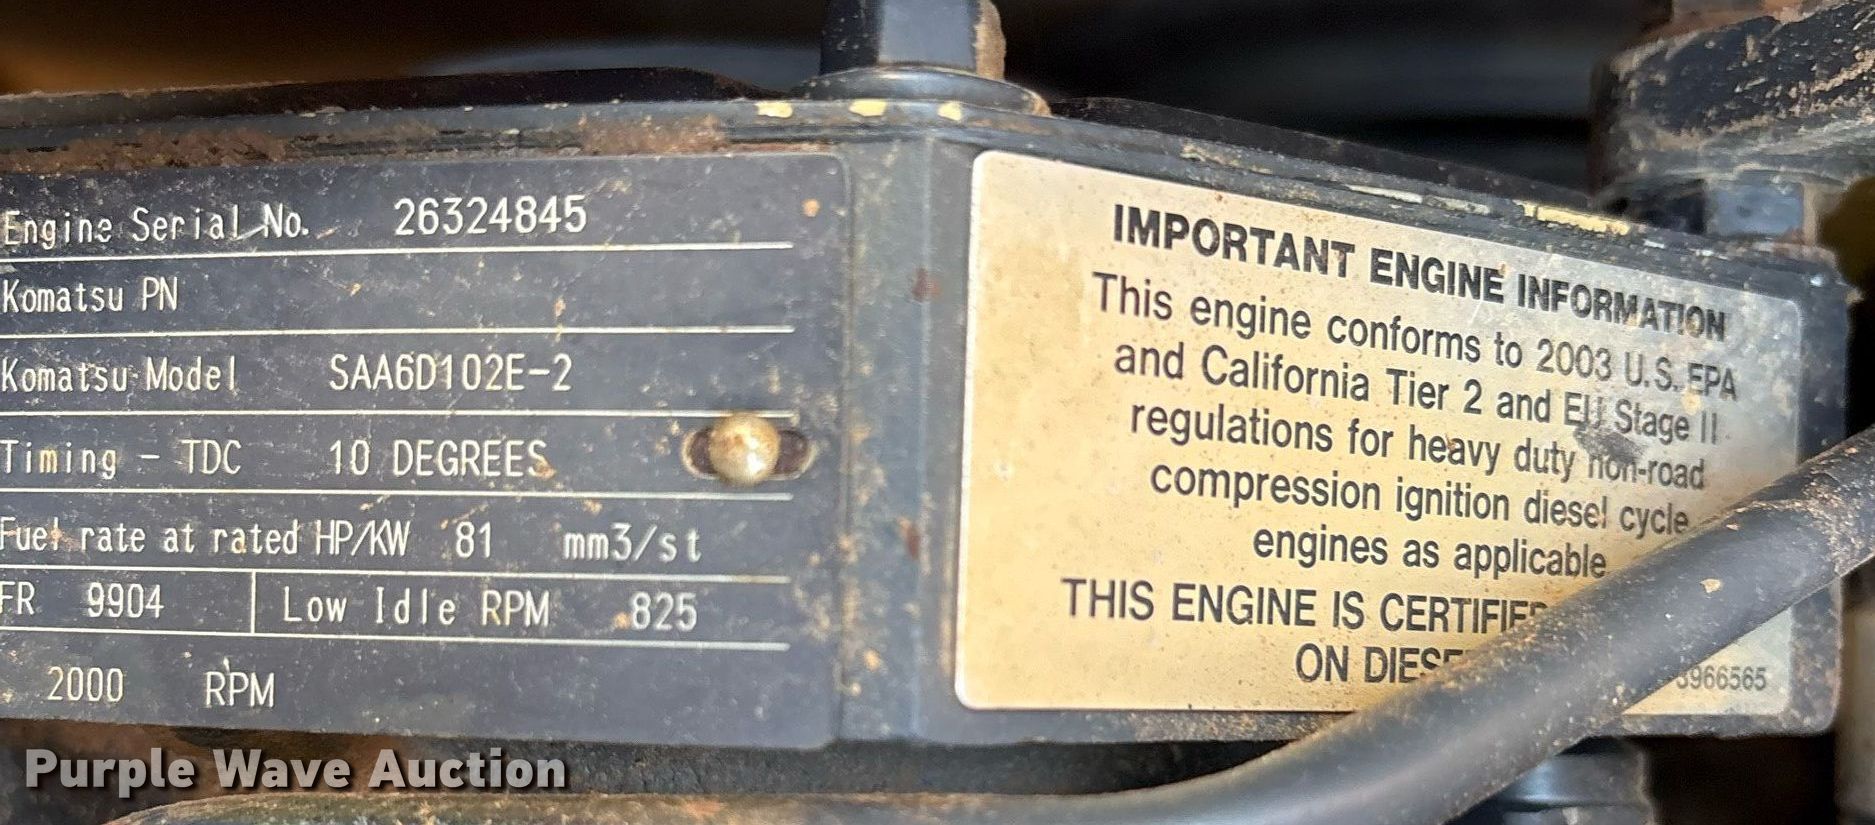 Engine Serial No. 26324845
Komatsu PN
Komatsu Model SAA6D102E-2
Timing - TDC 10 DEGREES
Fuel rate at rated HP/KW 81 mm3/st
FR 9904 Low Idle RPM 825
2000 RPM
IMPORTANT ENGINE INFORMATION
This engine conforms to 2003 U.S. EPA
and California Tier 2 and EU Stage II
regulations for heavy duty non-road
compression ignition diesel cycle
engines as applicable
THIS ENGINE IS
ON
3966565
Purple Wave Auction